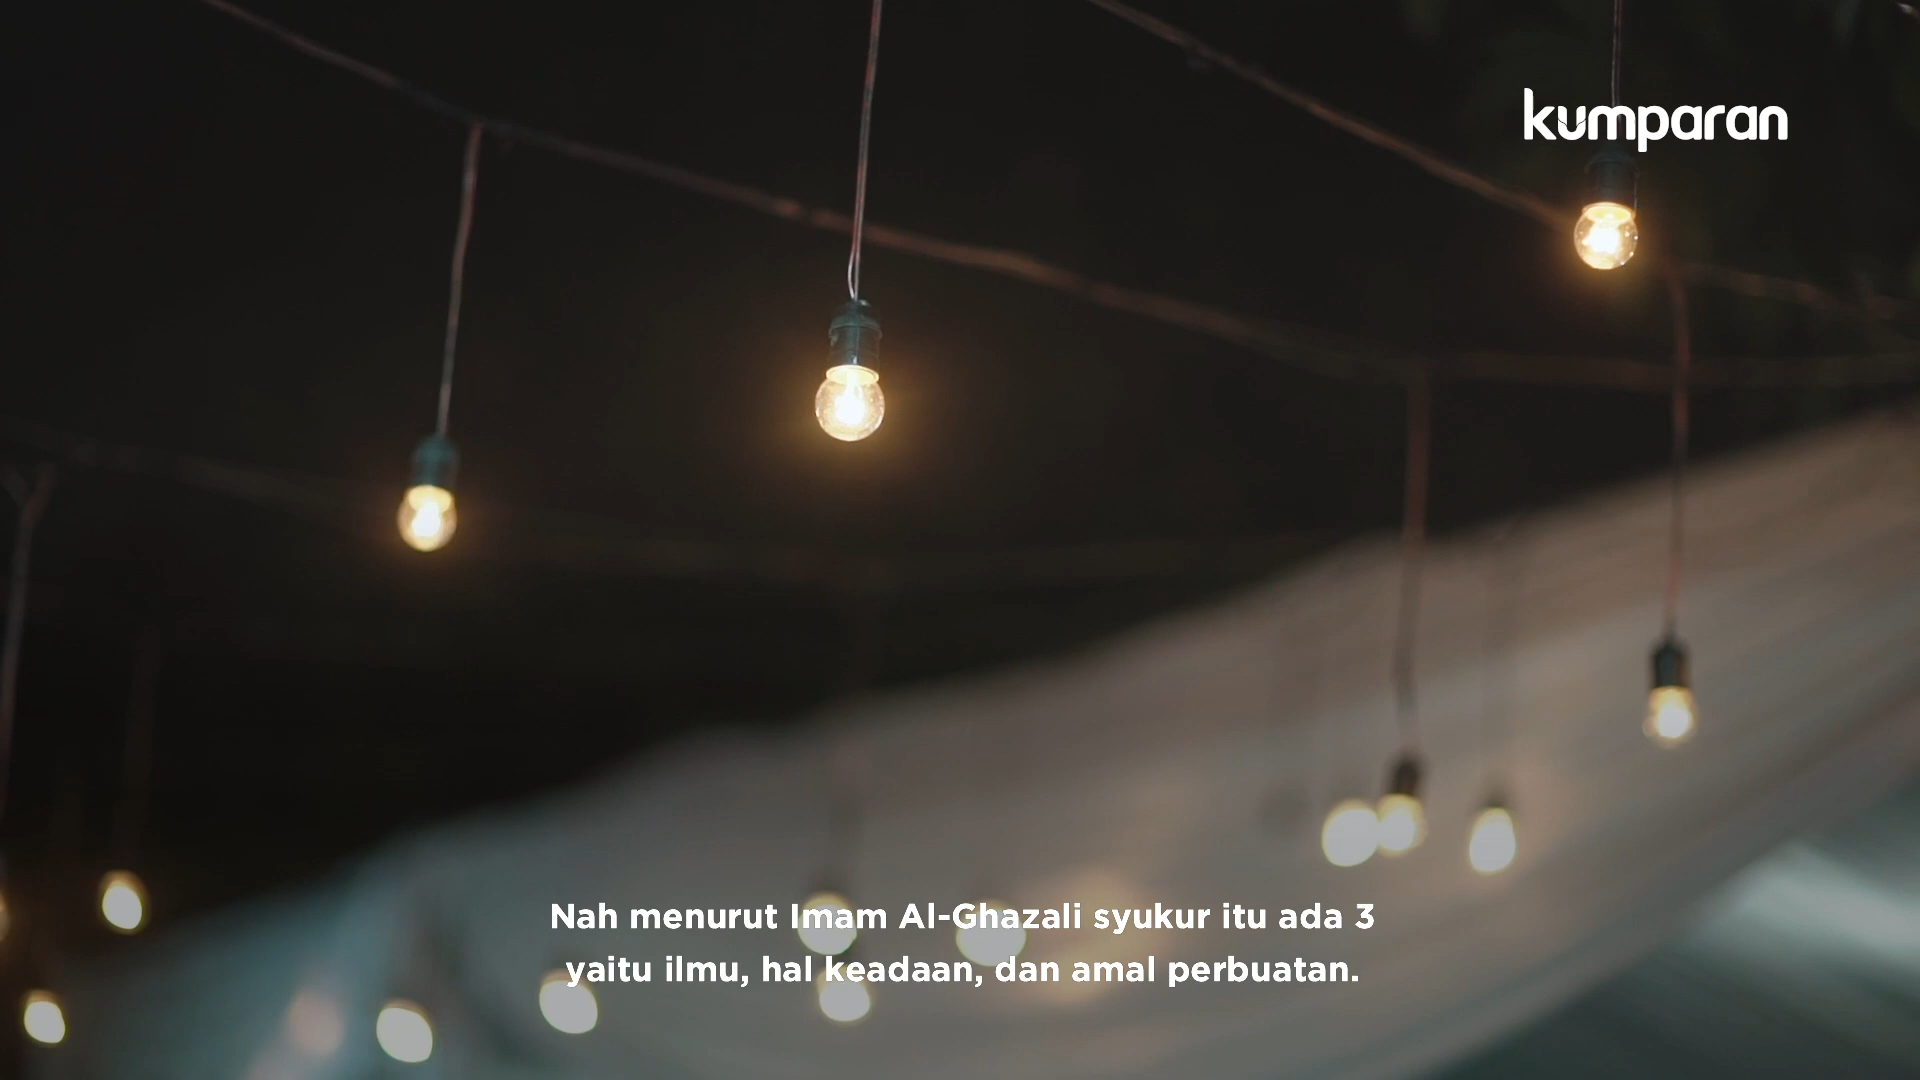 kumparan
Nah menurut Imam Al-Ghazali syukur itu ada 3
yaitu ilmu, hal keadaan, dan amal perbuatan.